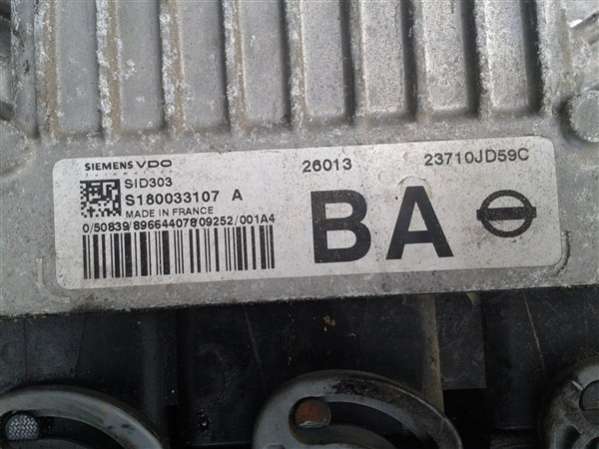 SIEMENS VDO
SID303
S180033107 A
MADE IN FRANCE
0/50839/896644078/09252/001A4
26013
23710JD59C
BA